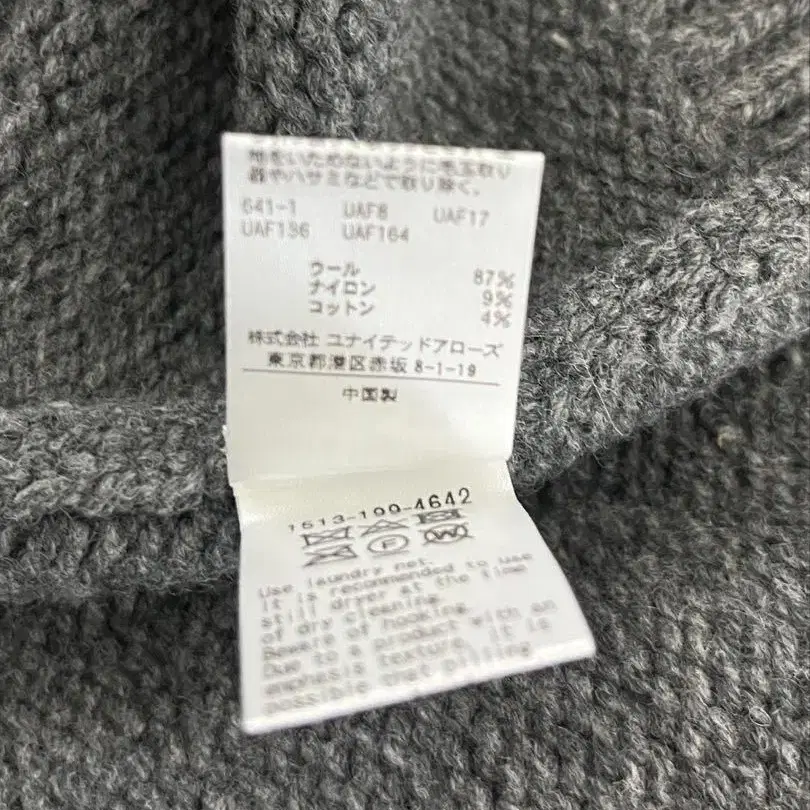 地をいためないように毛玉取り
器やハサミなどで取り除く。
641-1 UAF8 UAF17
UAF136 UAF164
ウール 87%
ナイロン 9%
コットン 4%
株式会社 ユナイテッドアローズ
東京都港区赤坂 8-1-19
中国製
1513-199-4642
F W
Use laundry net.
It is recommended to use
still dryer at the time
of dry cleaning.
Beware of hooking.
Due to a product with an
emphasis texture, it is
possible that pilling